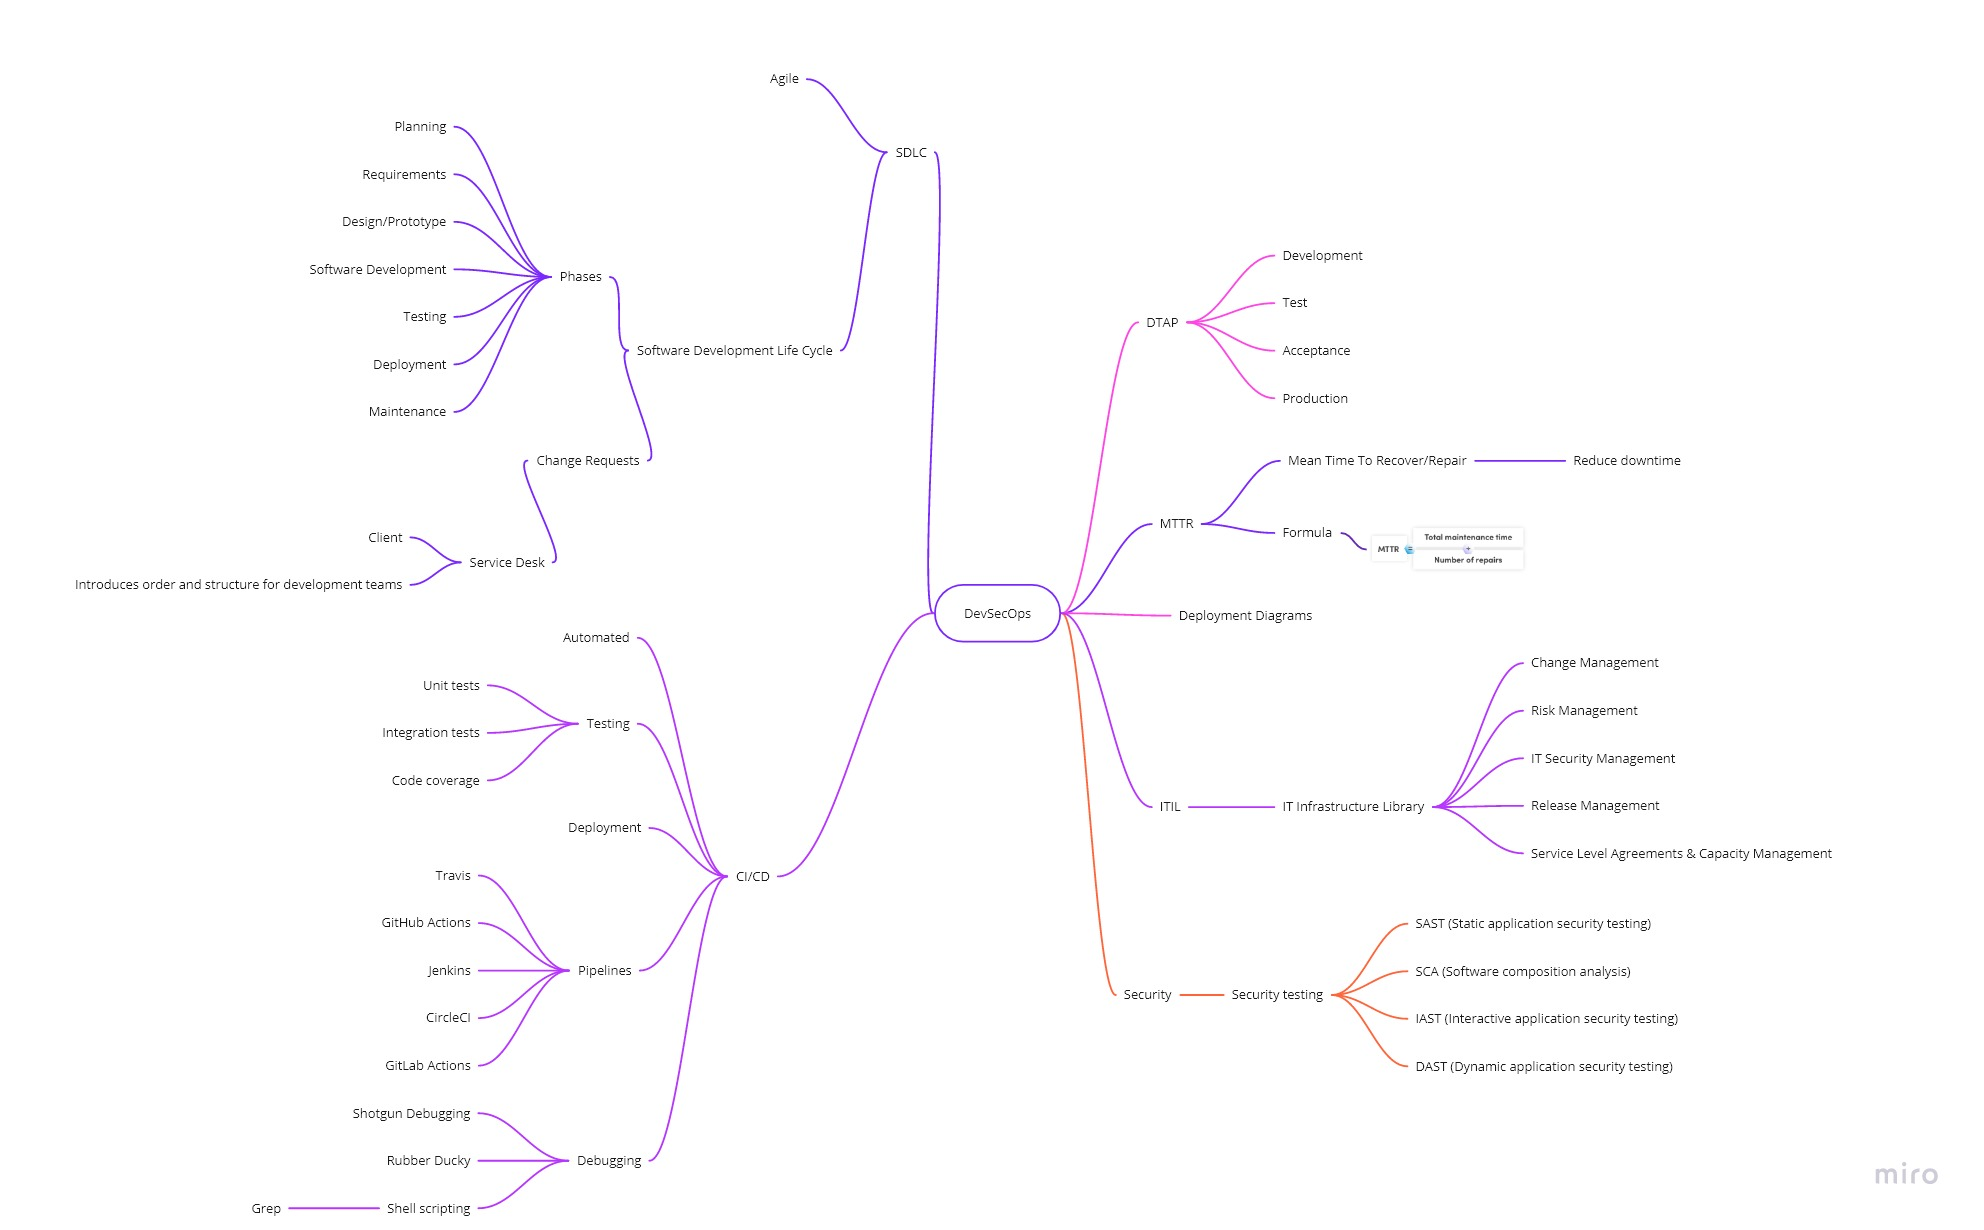 DevSecOps
SDLC
Agile
Software Development Life Cycle
Phases
Planning
Requirements
Design/Prototype
Software Development
Testing
Deployment
Maintenance
Change Requests
Service Desk
Client
Introduces order and structure for development teams
CI/CD
Automated
Testing
Unit tests
Integration tests
Code coverage
Deployment
Pipelines
Travis
GitHub Actions
Jenkins
CircleCI
GitLab Actions
Debugging
Shotgun Debugging
Rubber Ducky
Shell scripting
Grep
DTAP
Development
Test
Acceptance
Production
MTTR
Mean Time To Recover/Repair
Reduce downtime
Formula
MTTR = Total maintenance time
÷
Number of repairs
Deployment Diagrams
ITIL
IT Infrastructure Library
Change Management
Risk Management
IT Security Management
Release Management
Service Level Agreements & Capacity Management
Security
Security testing
SAST (Static application security testing)
SCA (Software composition analysis)
IAST (Interactive application security testing)
DAST (Dynamic application security testing)
miro